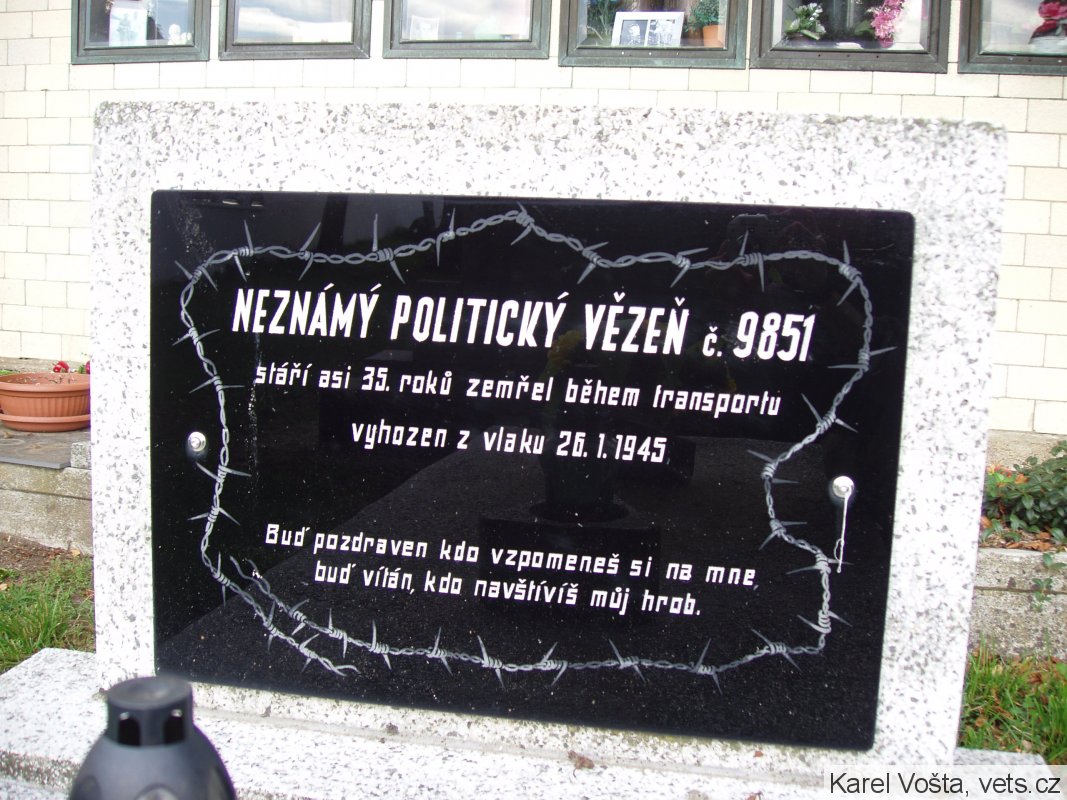 NEZNÁMÝ POLITICKÝ VĚZEŇ č. 9851
stáří asi 35. roků zemřel během transportu
vyhozen z vlaku 26. 1. 1945
Buď pozdraven kdo vzpomeneš si na mne,
buď vítán, kdo navštívíš můj hrob.
Karel Vošta, vets.cz